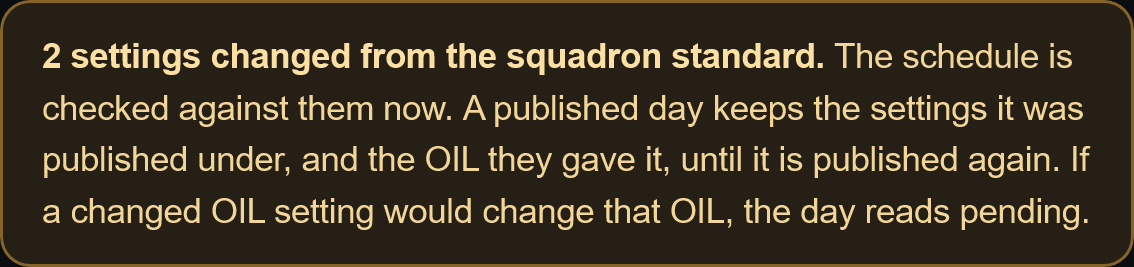 2 settings changed from the squadron standard. The schedule is
checked against them now. A published day keeps the settings it was
published under, and the OIL they gave it, until it is published again. If
a changed OIL setting would change that OIL, the day reads pending.